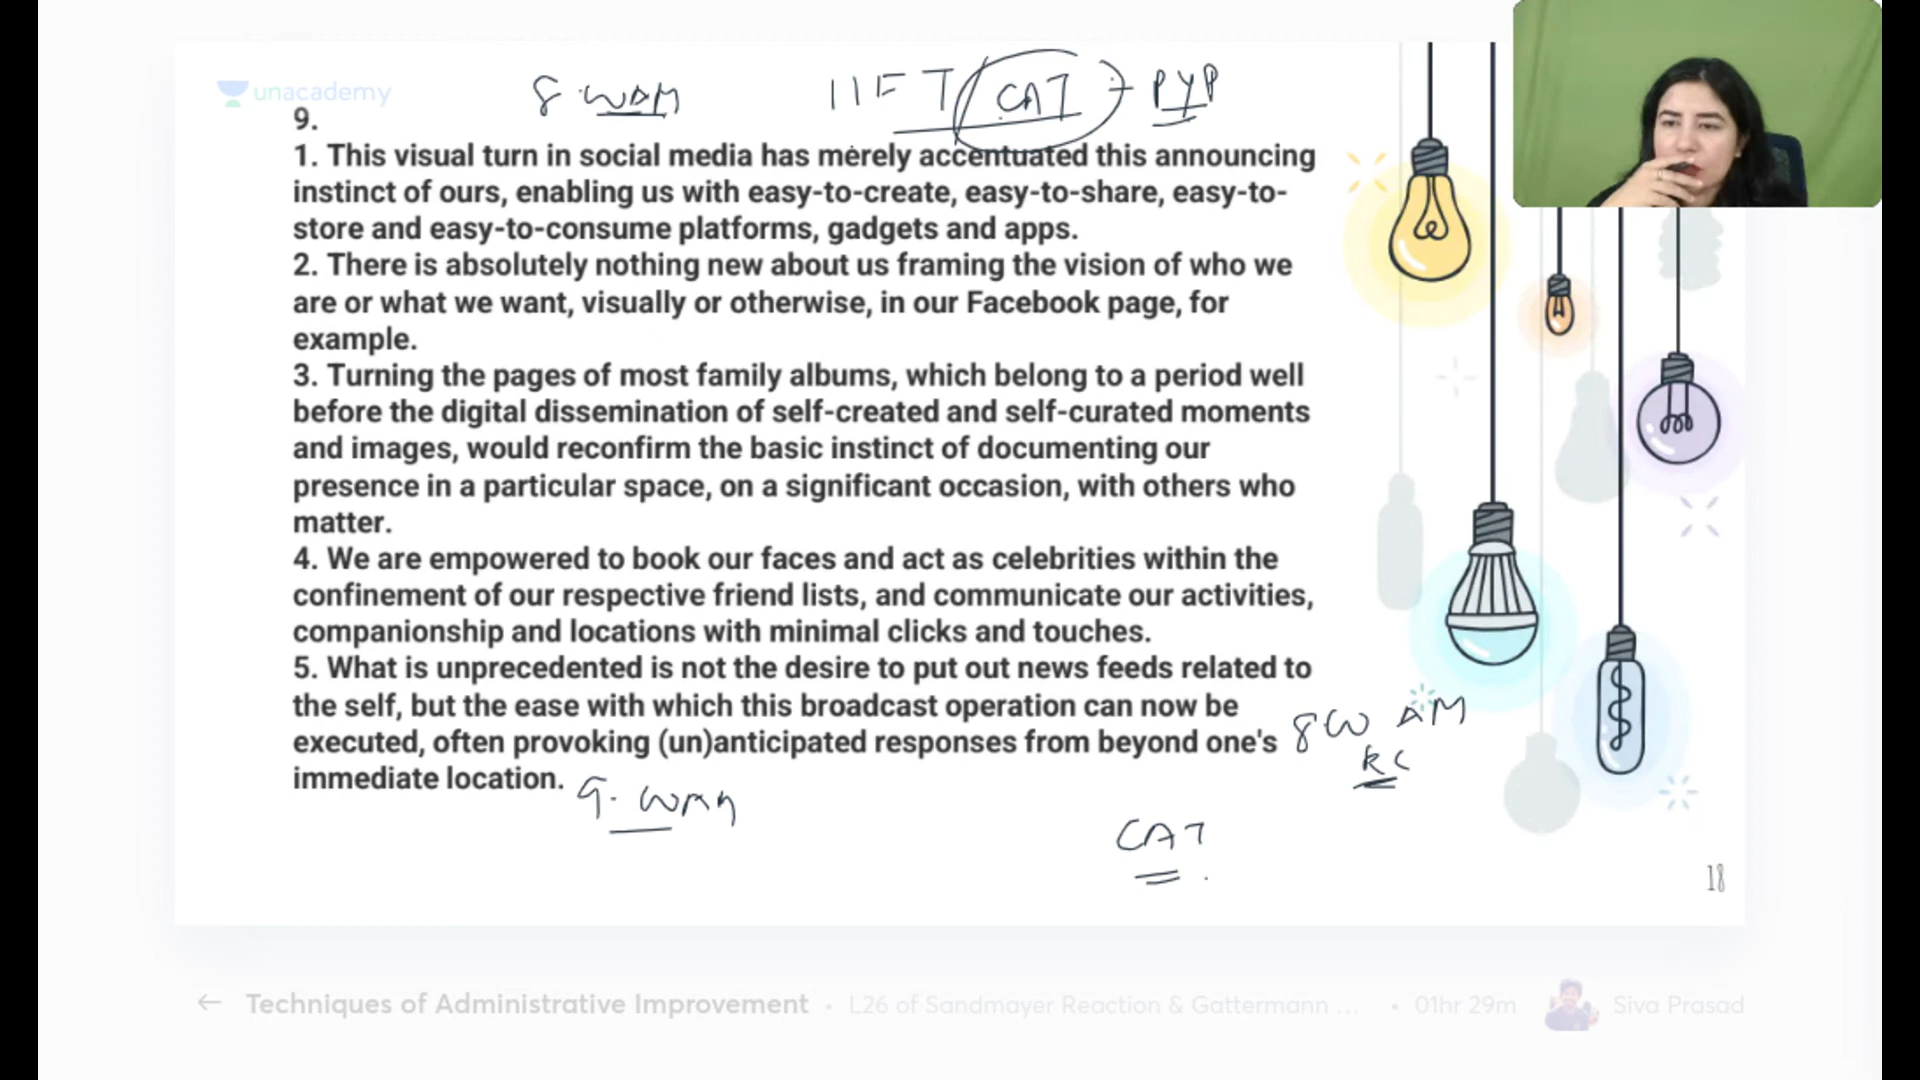 unacademy
8. WAM IIFT/CAT - PYP
9.
1. This visual turn in social media has merely accentuated this announcing
instinct of ours, enabling us with easy-to-create, easy-to-share, easy-to-
store and easy-to-consume platforms, gadgets and apps.
2. There is absolutely nothing new about us framing the vision of who we
are or what we want, visually or otherwise, in our Facebook page, for
example.
3. Turning the pages of most family albums, which belong to a period well
before the digital dissemination of self-created and self-curated moments
and images, would reconfirm the basic instinct of documenting our
presence in a particular space, on a significant occasion, with others who
matter.
4. We are empowered to book our faces and act as celebrities within the
confinement of our respective friend lists, and communicate our activities,
companionship and locations with minimal clicks and touches.
5. What is unprecedented is not the desire to put out news feeds related to
the self, but the ease with which this broadcast operation can now be
executed, often provoking (un)anticipated responses from beyond one's
immediate location.
8 AM
RC
9.
CAT
18
Techniques of Administrative Improvement • L26 of Sandmayer Reaction & Gattermann ... • 01hr 29m Siva Prasad